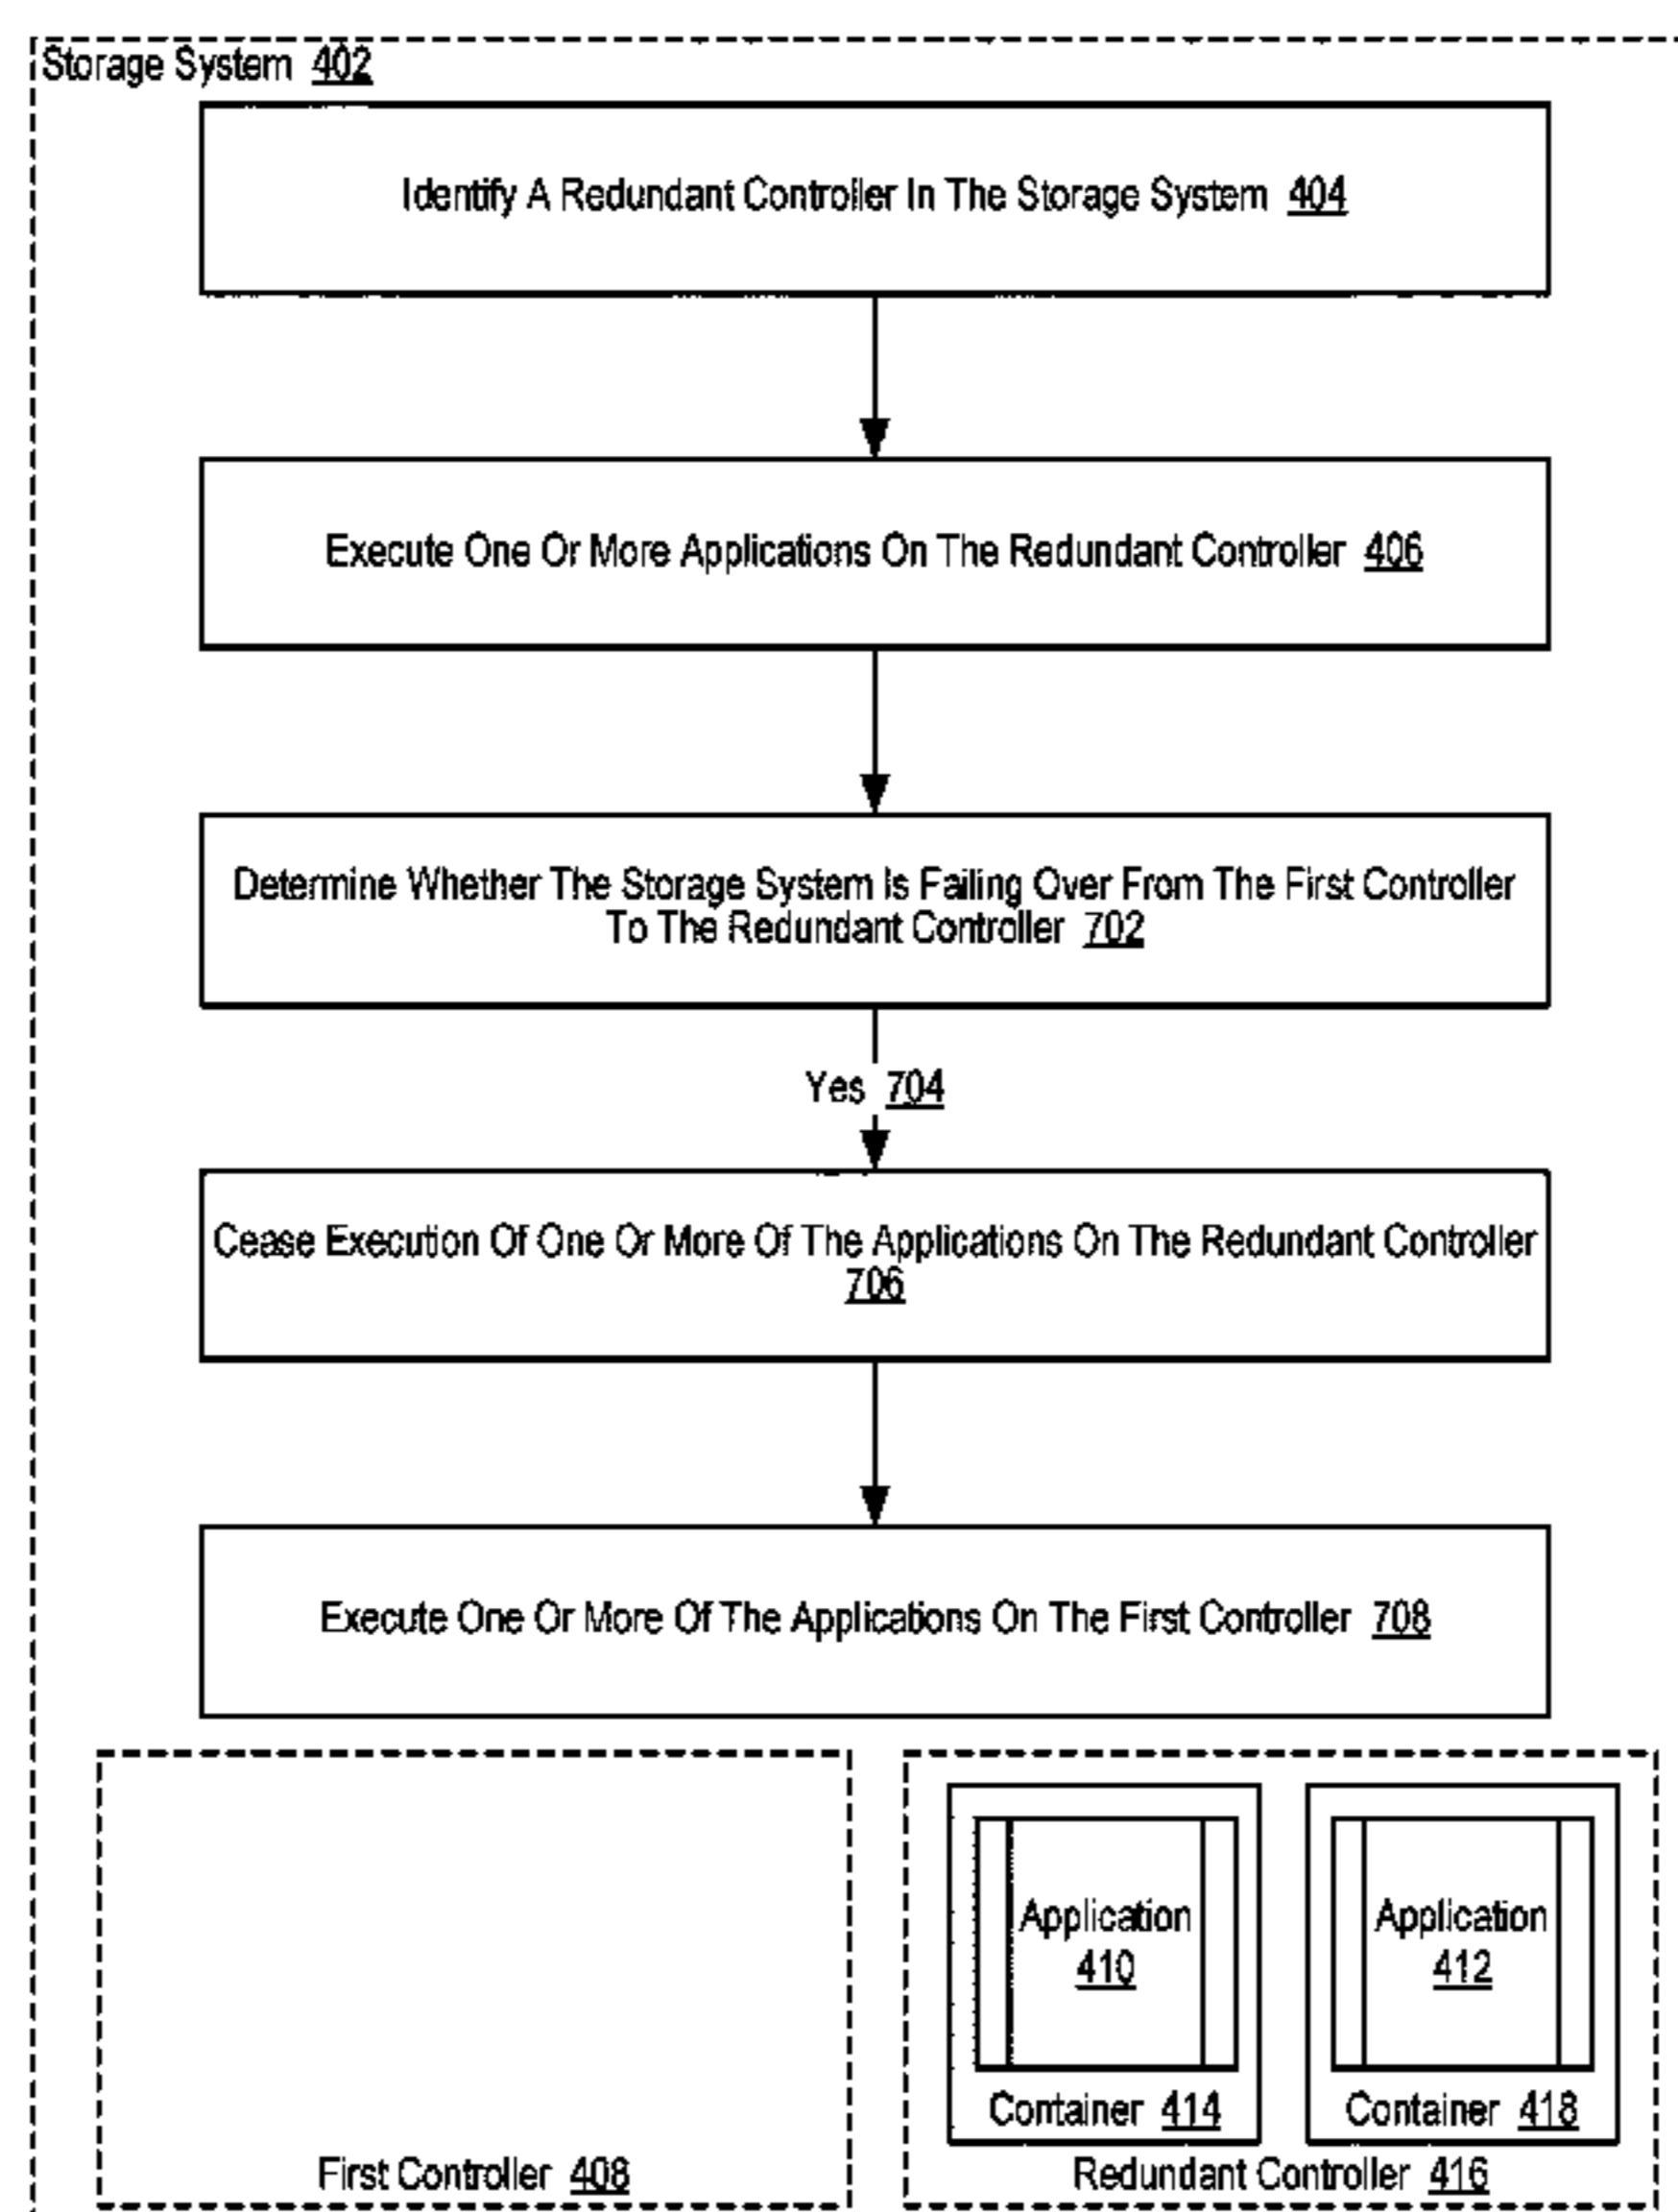 Storage System 402
Identify A Redundant Controller In The Storage System 404
Execute One Or More Applications On The Redundant Controller 406
Determine Whether The Storage System Is Failing Over From The First Controller
To The Redundant Controller 702
Yes 704
Cease Execution Of One Or More Of The Applications On The Redundant Controller
706
Execute One Or More Of The Applications On The First Controller 708
Application
410
Container 414
Application
412
Container 418
First Controller 408
Redundant Controller 416